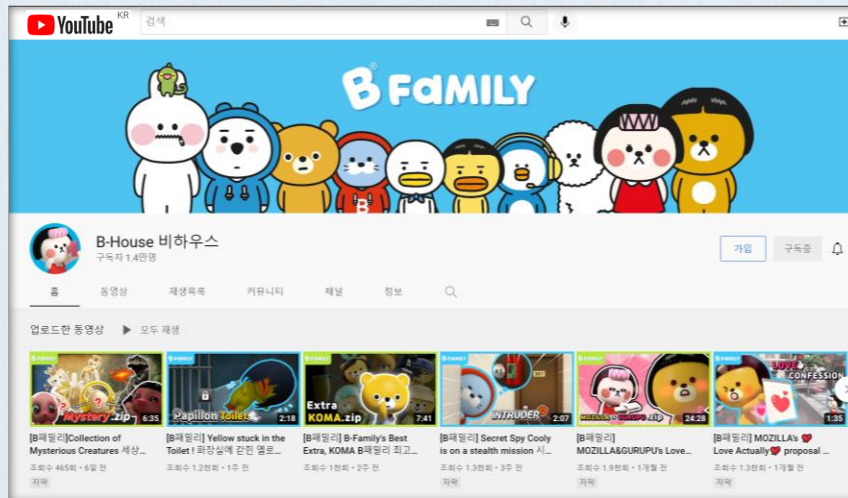 YouTube KR
검색
B FAMILY
B-House 비하우스
구독자 1.4만명
가입
구독중
홈 동영상 재생목록 커뮤니티 채널 정보
업로드한 동영상 ▶ 모두 재생
B-FAMILY
Mystery.zip
6:35
B-FAMILY
Papillon Toilet
2:18
B-FAMILY
Extra
KOMA.zip
7:41
B-FAMILY
301
INTRUDER
2:07
B-FAMILY
MOZILLA
GURUPU
.zip
24:28
B-FAMILY
LOVE
CONFESSION
1:35
[B패밀리]Collection of
Mysterious Creatures 세상...
조회수 465회 • 6일 전
자막
[B패밀리] Yellow stuck in the
Toilet ! 화장실에 갇힌 옐로...
조회수 1.2천회 • 1주 전
[B패밀리] B-Family's Best
Extra, KOMA B패밀리 최고...
조회수 1천회 • 2주 전
[B패밀리] Secret Spy Cooly
is on a stealth mission 시...
조회수 1.3천회 • 3주 전
자막
[B패밀리]
MOZILLA&GURUPU's Love...
조회수 1.9천회 • 1개월 전
자막
[B패밀리] MOZILLA's ❤️
Love Actually❤️ proposal ...
조회수 1.3천회 • 1개월 전
자막